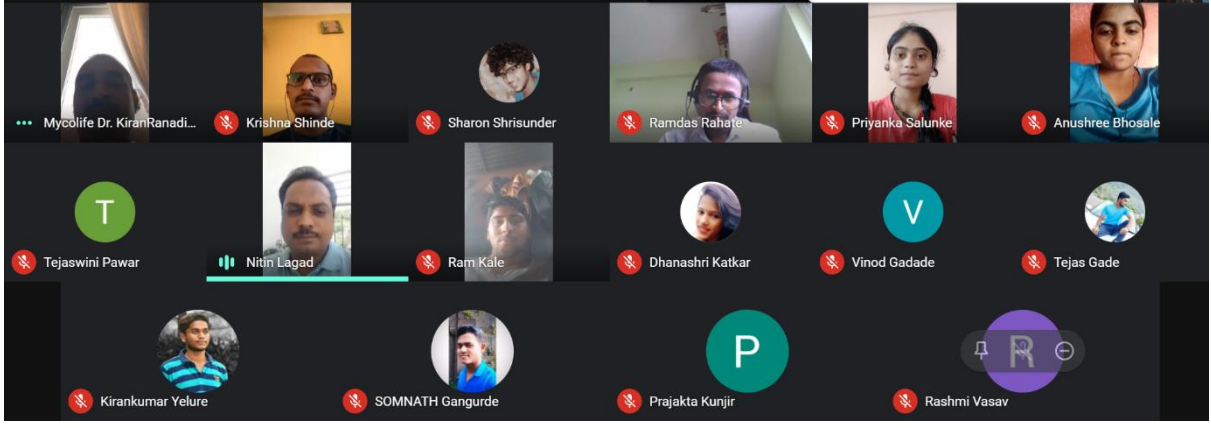 Mycolife Dr. KiranRanadi...
Krishna Shinde
Sharon Shrisunder
Ramdas Rahate
Priyanka Salunke
Anushree Bhosale
T
Tejaswini Pawar
Nitin Lagad
Ram Kale
Dhanashri Katkar
V
Vinod Gadade
Tejas Gade
Kirankumar Yelure
SOMNATH Gangurde
P
Prajakta Kunjir
R
Rashmi Vasav